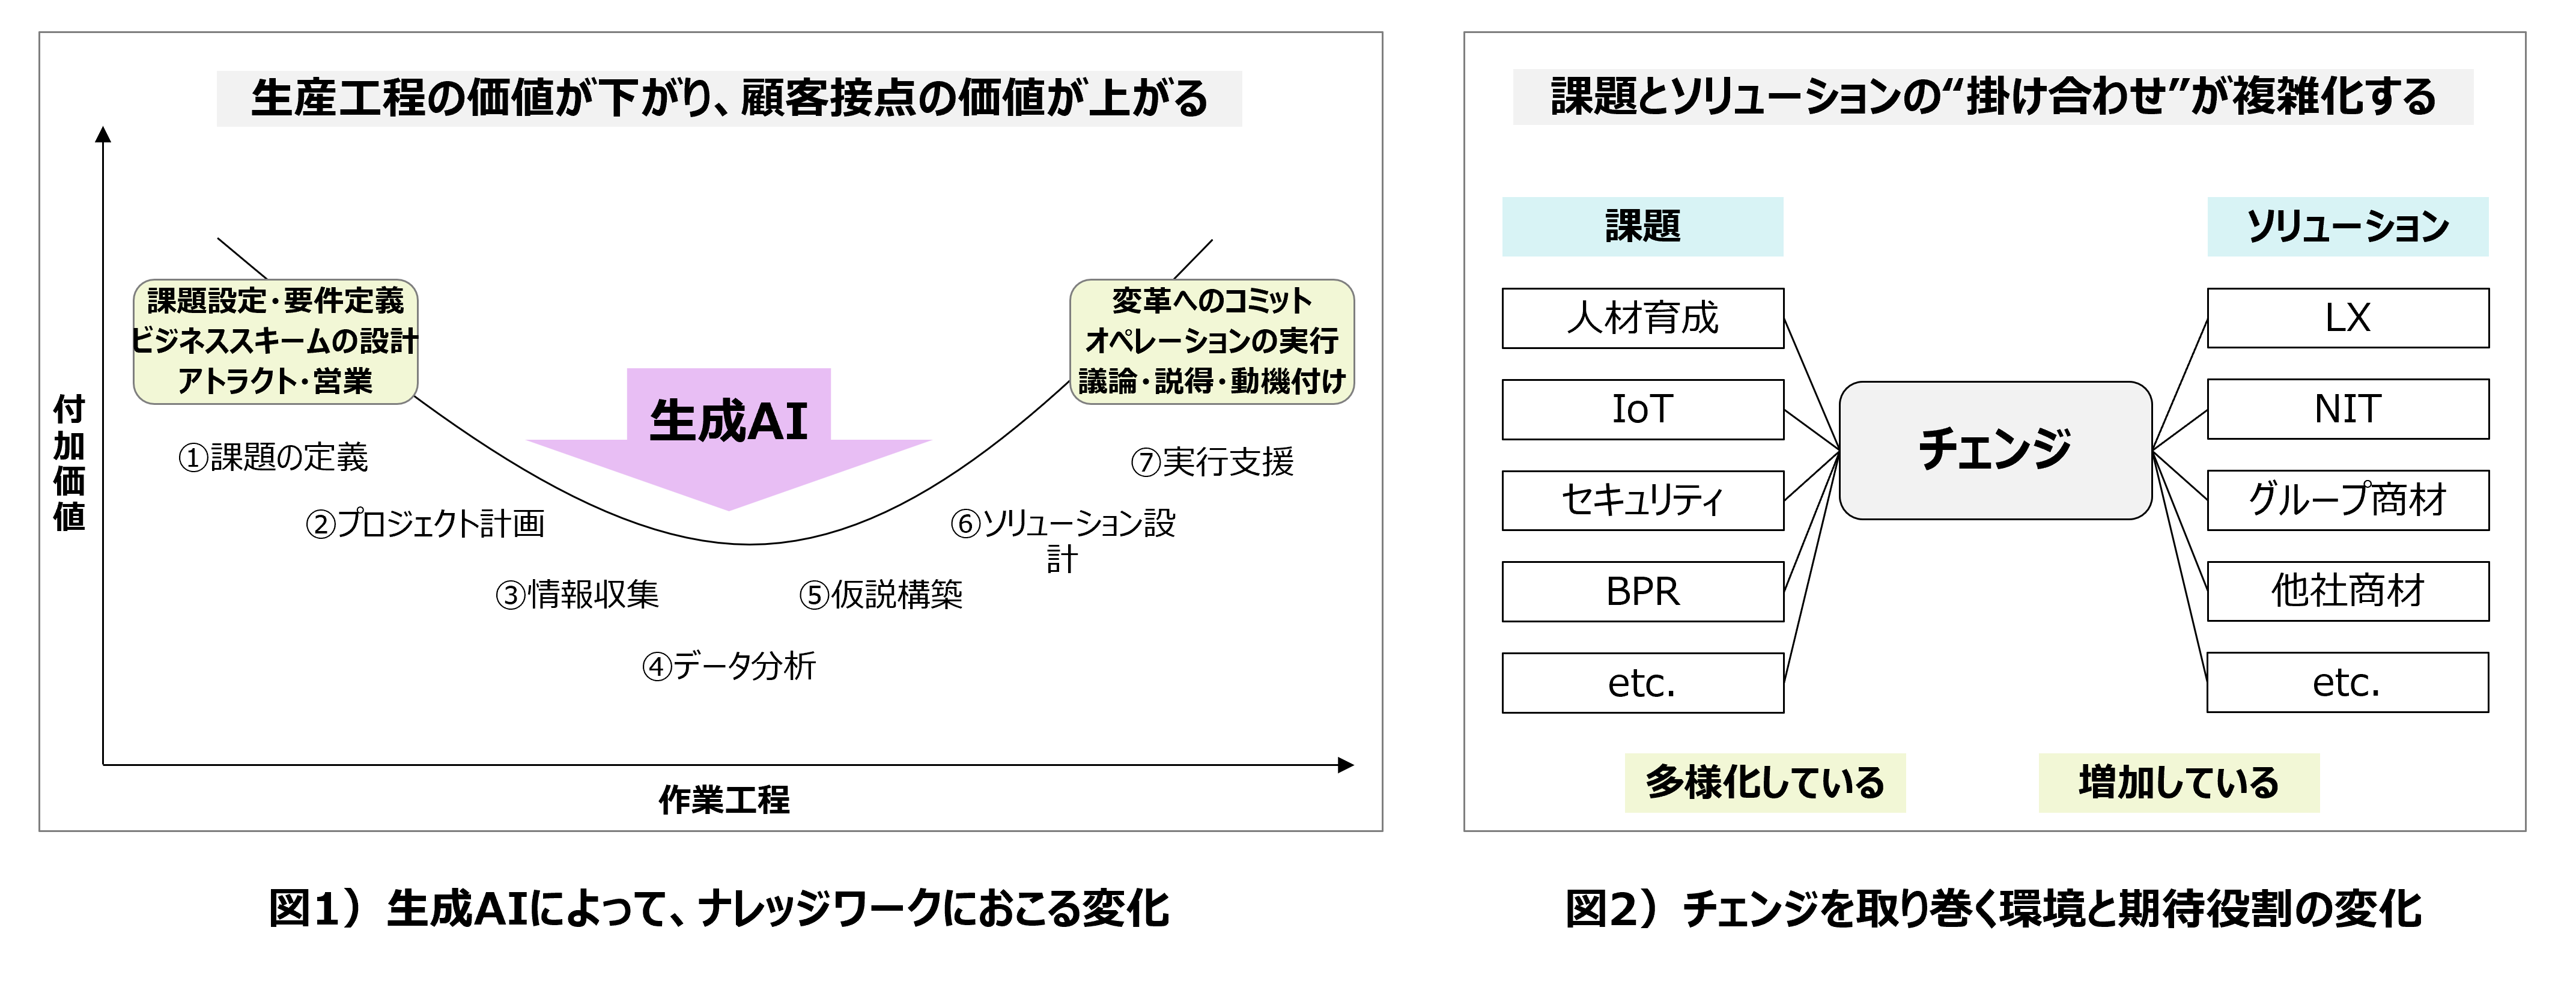 生産工程の価値が下がり、顧客接点の価値が上がる
付加価値
課題設定・要件定義
ビジネススキームの設計
アトラクト・営業
変革へのコミット
オペレーションの実行
議論・説得・動機付け
生成AI
①課題の定義
②プロジェクト計画
③情報収集
④データ分析
⑤仮説構築
⑥ソリューション設
計
⑦実行支援
作業工程
図1）生成AIによって、ナレッジワークにおこる変化
課題とソリューションの“掛け合わせ”が複雑化する
課題
人材育成
IoT
セキュリティ
BPR
etc.
チェンジ
ソリューション
LX
NIT
グループ商材
他社商材
etc.
多様化している
増加している
図2）チェンジを取り巻く環境と期待役割の変化